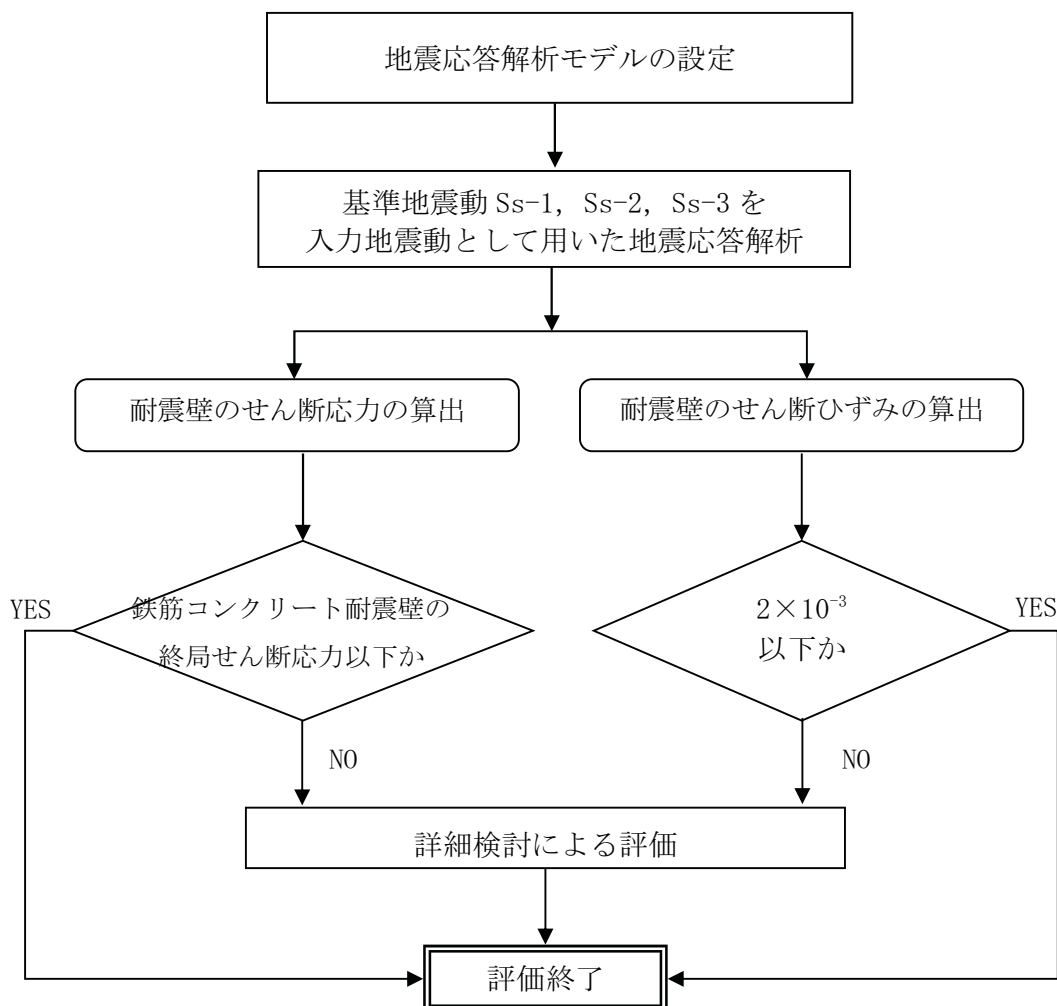 地震応答解析モデルの設定
基準地震動 Ss-1, Ss-2, Ss-3 を
入力地震動として用いた地震応答解析
耐震壁のせん断応力の算出
耐震壁のせん断ひずみの算出
YES
鉄筋コンクリート耐震壁の
終局せん断応力以下か
2×10⁻³
以下か
YES
NO
NO
詳細検討による評価
評価終了